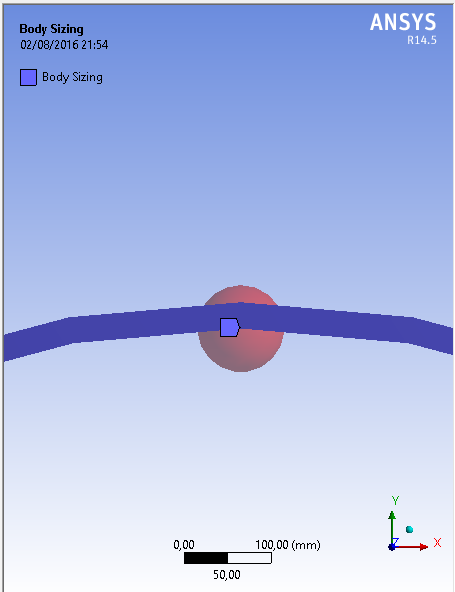 Body Sizing
02/08/2016 21:54
Body Sizing
ANSYS
R14.5
Y
Z
X
0,00
100,00 (mm)
50,00